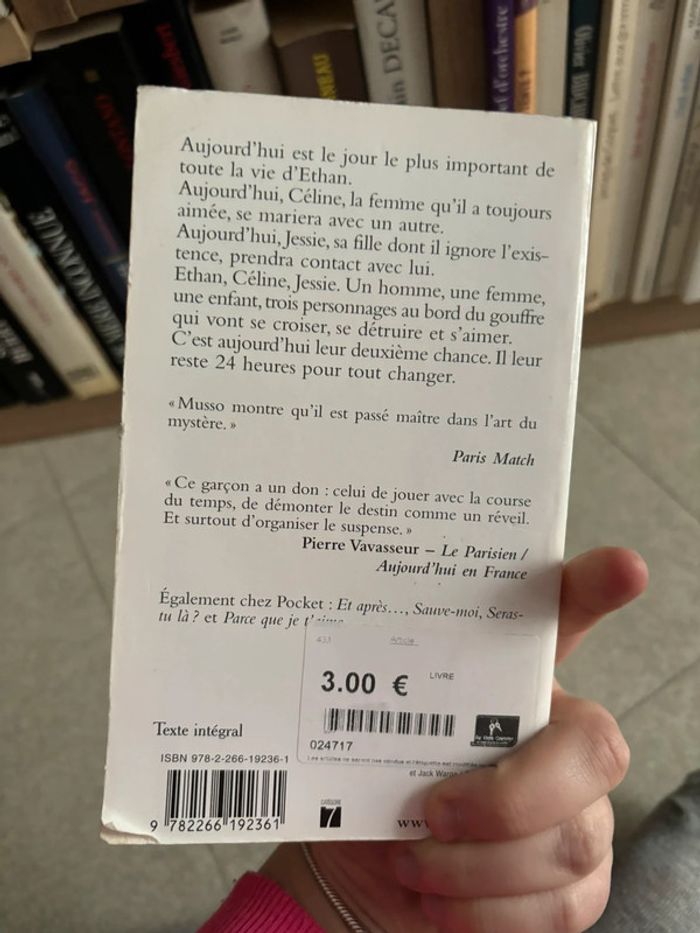 INCONNUE
DECA
d'orchestre
Aujourd'hui est le jour le plus important de
toute la vie d'Ethan.
Aujourd'hui, Céline, la femme qu'il a toujours
aimée, se mariera avec un autre.
Aujourd'hui, Jessie, sa fille dont il ignore l'exis-
tence, prendra contact avec lui.
Ethan, Céline, Jessie. Un homme, une femme,
une enfant, trois personnages au bord du gouffre
qui vont se croiser, se détruire et s'aimer.
C'est aujourd'hui leur deuxième chance. Il leur
reste 24 heures pour tout changer.
« Musso montre qu'il est passé maître dans l'art du
mystère. »
Paris Match
« Ce garçon a un don : celui de jouer avec la course
du temps, de démonter le destin comme un réveil.
Et surtout d'organiser le suspense. »
Pierre Vavasseur – Le Parisien /
Aujourd'hui en France
Également chez Pocket : Et après…, Sauve-moi, Seras-
tu là ? et Parce que je
433 Article
3.00 € LIVRE
024717
et Jack
Texte intégral
ISBN 978-2-266-19236-1
9 782266 192361
CATÉGORIE
7